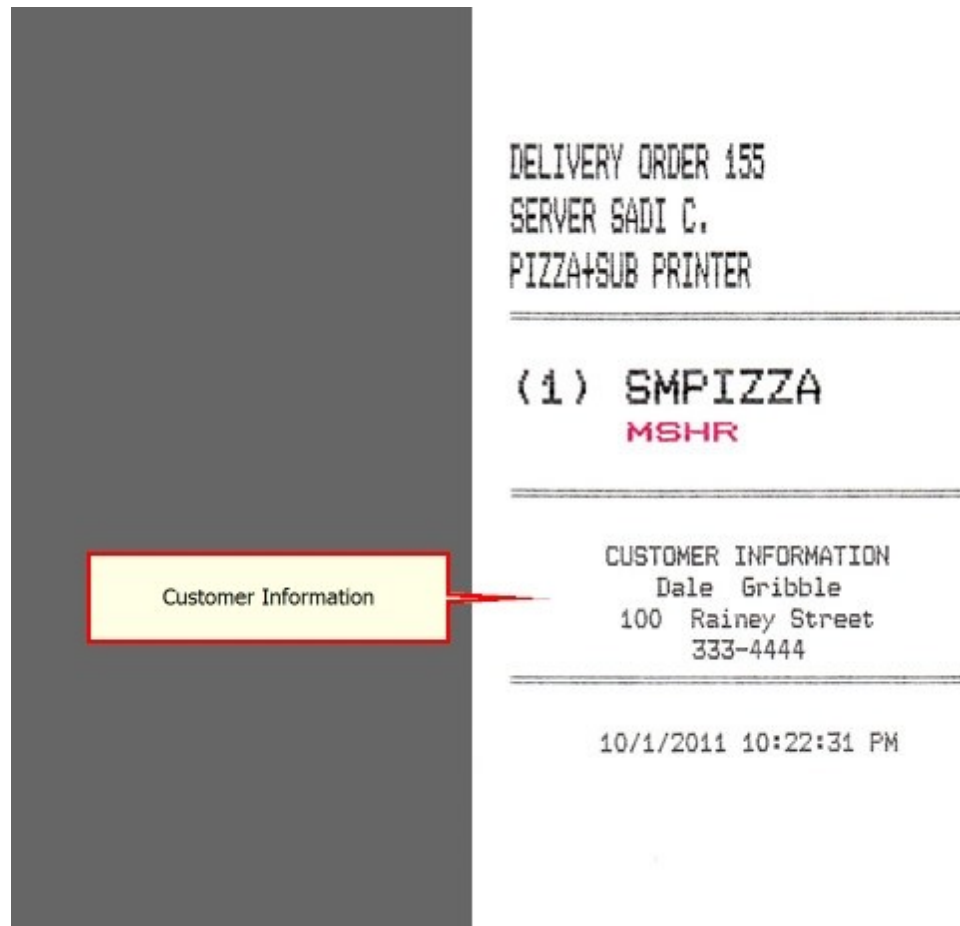 DELIVERY ORDER 155
SERVER SADI C.
PIZZA+SUB PRINTER
(1) SMPIZZA
MSHR
Customer Information
CUSTOMER INFORMATION
Dale Gribble
100 Rainey Street
333-4444
10/1/2011 10:22:31 PM